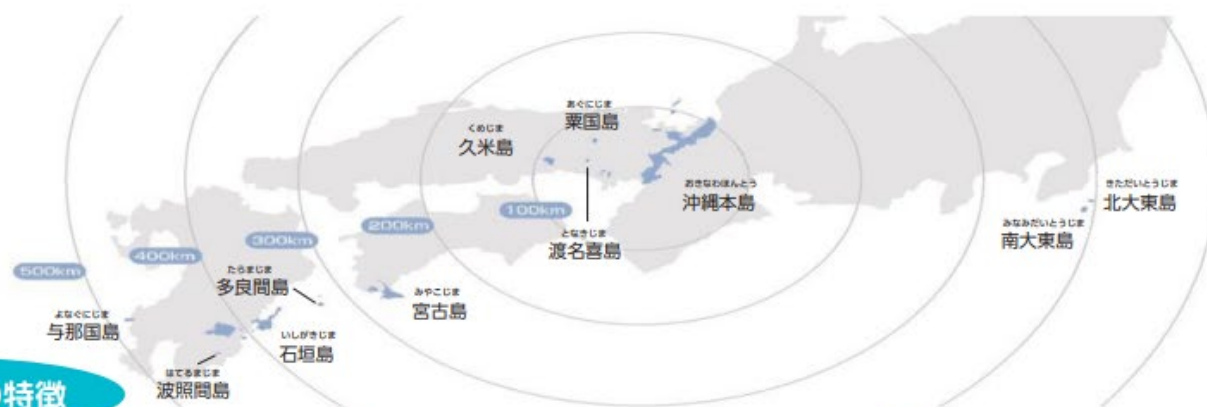 あぐにじま
粟国島
くめじま
久米島
おきなわほんとう
沖縄本島
きただいとうじま
北大東島
みなみだいとうじま
南大東島
100km
200km
となきじま
渡名喜島
300km
400km
500km
たらまじま
多良間島
みやこじま
宮古島
よなぐにじま
与那国島
いしがきじま
石垣島
はてるまじま
波照間島
特徴